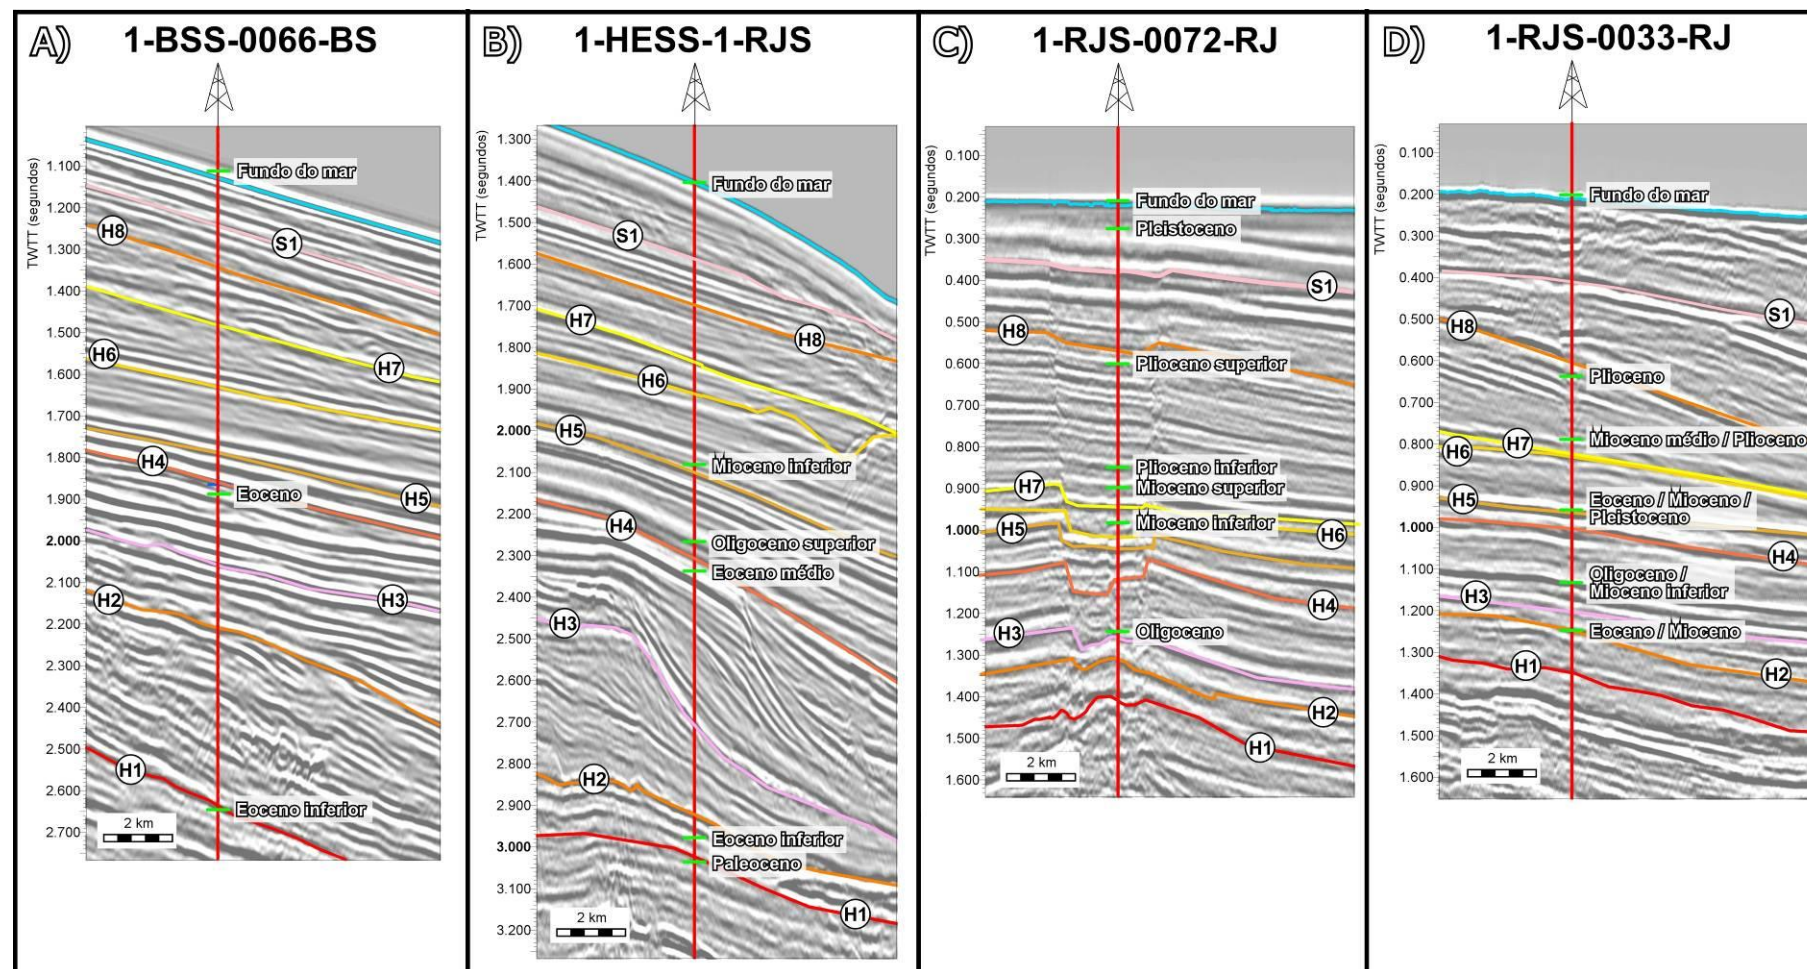 A) 1-BSS-0066-BS
TWTT (segundos)
1.100
1.200
1.300
1.400
1.500
1.600
1.700
1.800
1.900
2.000
2.100
2.200
2.300
2.400
2.500
2.600
2.700
Fundo do mar
S1
H8
H7
H6
H4
Eoceno
H5
H3
H2
H1
Eoceno inferior
2 km
B) 1-HESS-1-RJS
TWTT (segundos)
1.300
1.400
1.500
1.600
1.700
1.800
1.900
2.000
2.100
2.200
2.300
2.400
2.500
2.600
2.700
2.800
2.900
3.000
3.100
3.200
Fundo do mar
S1
H7
H8
H6
H5
Mioceno inferior
H4
Oligoceno superior
Eoceno médio
H3
H2
Eoceno inferior
Paleoceno
H1
2 km
C) 1-RJS-0072-RJ
TWTT (segundos)
0.100
0.200
0.300
0.400
0.500
0.600
0.700
0.800
0.900
1.000
1.100
1.200
1.300
1.400
1.500
1.600
Fundo do mar
Pleistoceno
S1
H8
Plioceno superior
Plioceno inferior
H7
Mioceno superior
Mioceno inferior
H5
H6
H4
H3
Oligoceno
H2
H1
2 km
D) 1-RJS-0033-RJ
TWTT (segundos)
0.100
0.200
0.300
0.400
0.500
0.600
0.700
0.800
0.900
1.000
1.100
1.200
1.300
1.400
1.500
1.600
Fundo do mar
S1
H8
Plioceno
Mioceno médio / Plioceno
H7
H6
H5
Eoceno / Mioceno /
Pleistoceno
H4
Oligoceno /
Mioceno inferior
H3
Eoceno / Mioceno
H1
H2
2 km